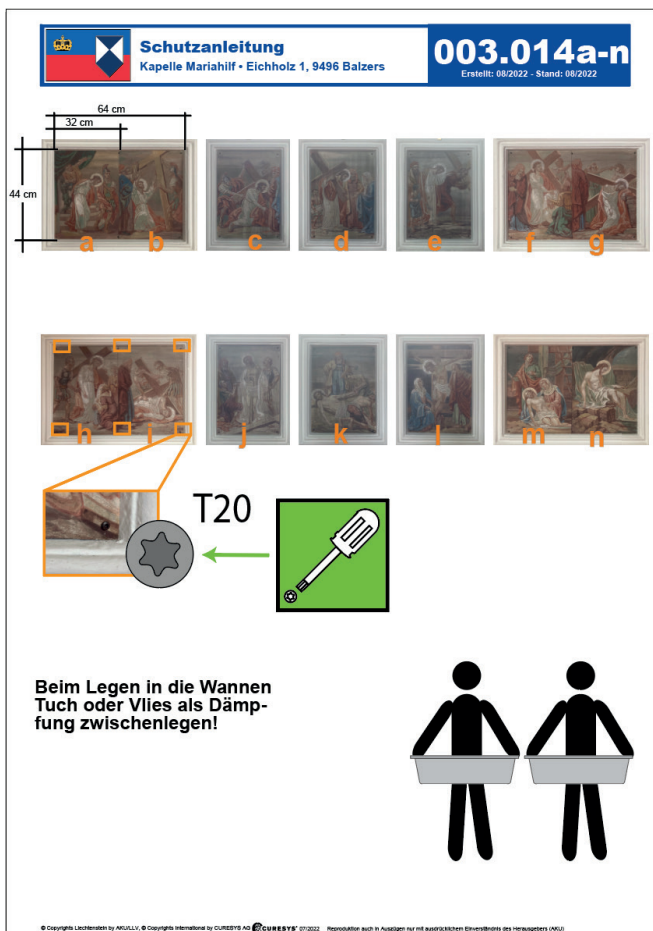 Schutzanleitung
Kapelle Mariahilf • Eichholz 1, 9496 Balzers
003.014a-n
Erstellt: 08/2022 - Stand: 08/2022
64 cm
32 cm
44 cm
a b c d e f g
h i j k l m n
T20
Beim Legen in die Wannen
Tuch oder Vlies als Dämp-
fung zwischenlegen!
© Copyrights Liechtenstein by AKU/LLV, © Copyrights International by CURESYS AG CURESYS® 07/2022 Reproduktion auch in Auszügen nur mit ausdrücklichem Einverständnis des Herausgebers (AKU)